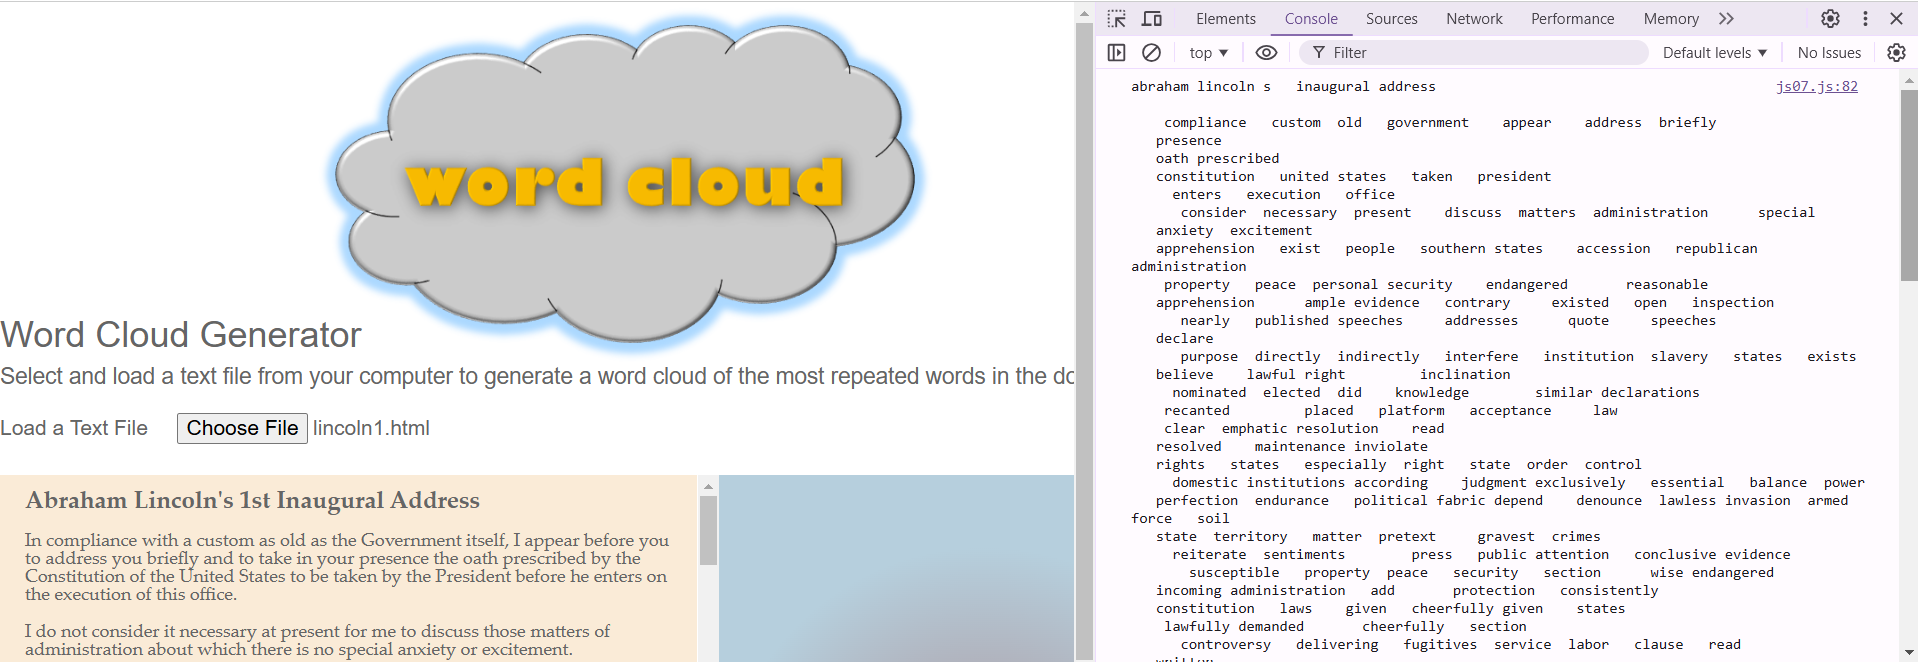 word cloud
Word Cloud Generator
Select and load a text file from your computer to generate a word cloud of the most repeated words in the
Load a Text File Choose File lincoln1.html
Abraham Lincoln's 1st Inaugural Address
In compliance with a custom as old as the Government itself, I appear before you
to address you briefly and to take in your presence the oath prescribed by the
Constitution of the United States to be taken by the President before he enters on
the execution of this office.
I do not consider it necessary at present for me to discuss those matters of
administration about which there is no special anxiety or excitement.
Elements Console Sources Network Performance Memory
top Filter Default levels No Issues
abraham lincoln s inaugural address js07.js:82
compliance custom old government appear address briefly
presence
oath prescribed
constitution united states taken president
enters execution office
consider necessary present discuss matters administration special
anxiety excitement
apprehension exist people southern states accession republican
administration
property peace personal security endangered reasonable
apprehension ample evidence contrary existed open inspection
nearly published speeches addresses quote speeches
declare
purpose directly indirectly interfere institution slavery states exists
believe lawful right inclination
nominated elected did knowledge similar declarations
recanted placed platform acceptance law
clear emphatic resolution read
resolved maintenance inviolate
rights states especially right state order control
domestic institutions according judgment exclusively essential balance power
perfection endurance political fabric depend denounce lawless invasion armed
force soil
state territory matter pretext gravest crimes
reiterate sentiments press public attention conclusive evidence
susceptible property peace security section wise endangered
incoming administration add protection consistently
constitution laws given cheerfully given states
lawfully demanded cheerfully section
controversy delivering fugitives service labor clause read